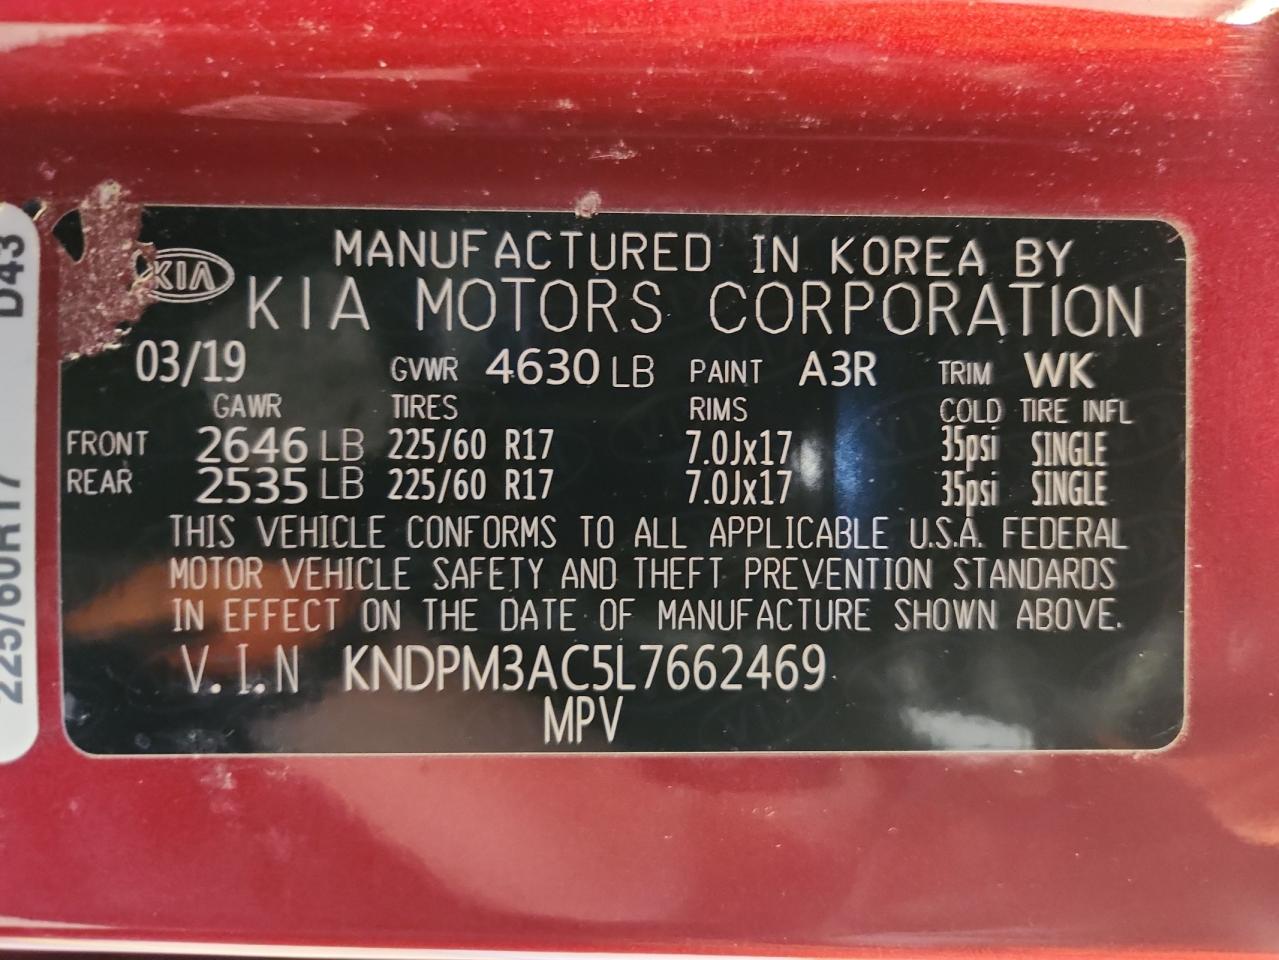 KIA
MANUFACTURED IN KOREA BY
KIA MOTORS CORPORATION
03/19 GVWR 4630 LB PAINT A3R TRIM WK
GAWR TIRES RIMS COLD TIRE INFL
FRONT 2646 LB 225/60 R17 7.0Jx17 35psi SINGLE
REAR 2535 LB 225/60 R17 7.0Jx17 35psi SINGLE
THIS VEHICLE CONFORMS TO ALL APPLICABLE U.S.A. FEDERAL
MOTOR VEHICLE SAFETY AND THEFT PREVENTION STANDARDS
IN EFFECT ON THE DATE OF MANUFACTURE SHOWN ABOVE.
V.I.N KNDPM3AC5L7662469
MPV
225/60R17 D43